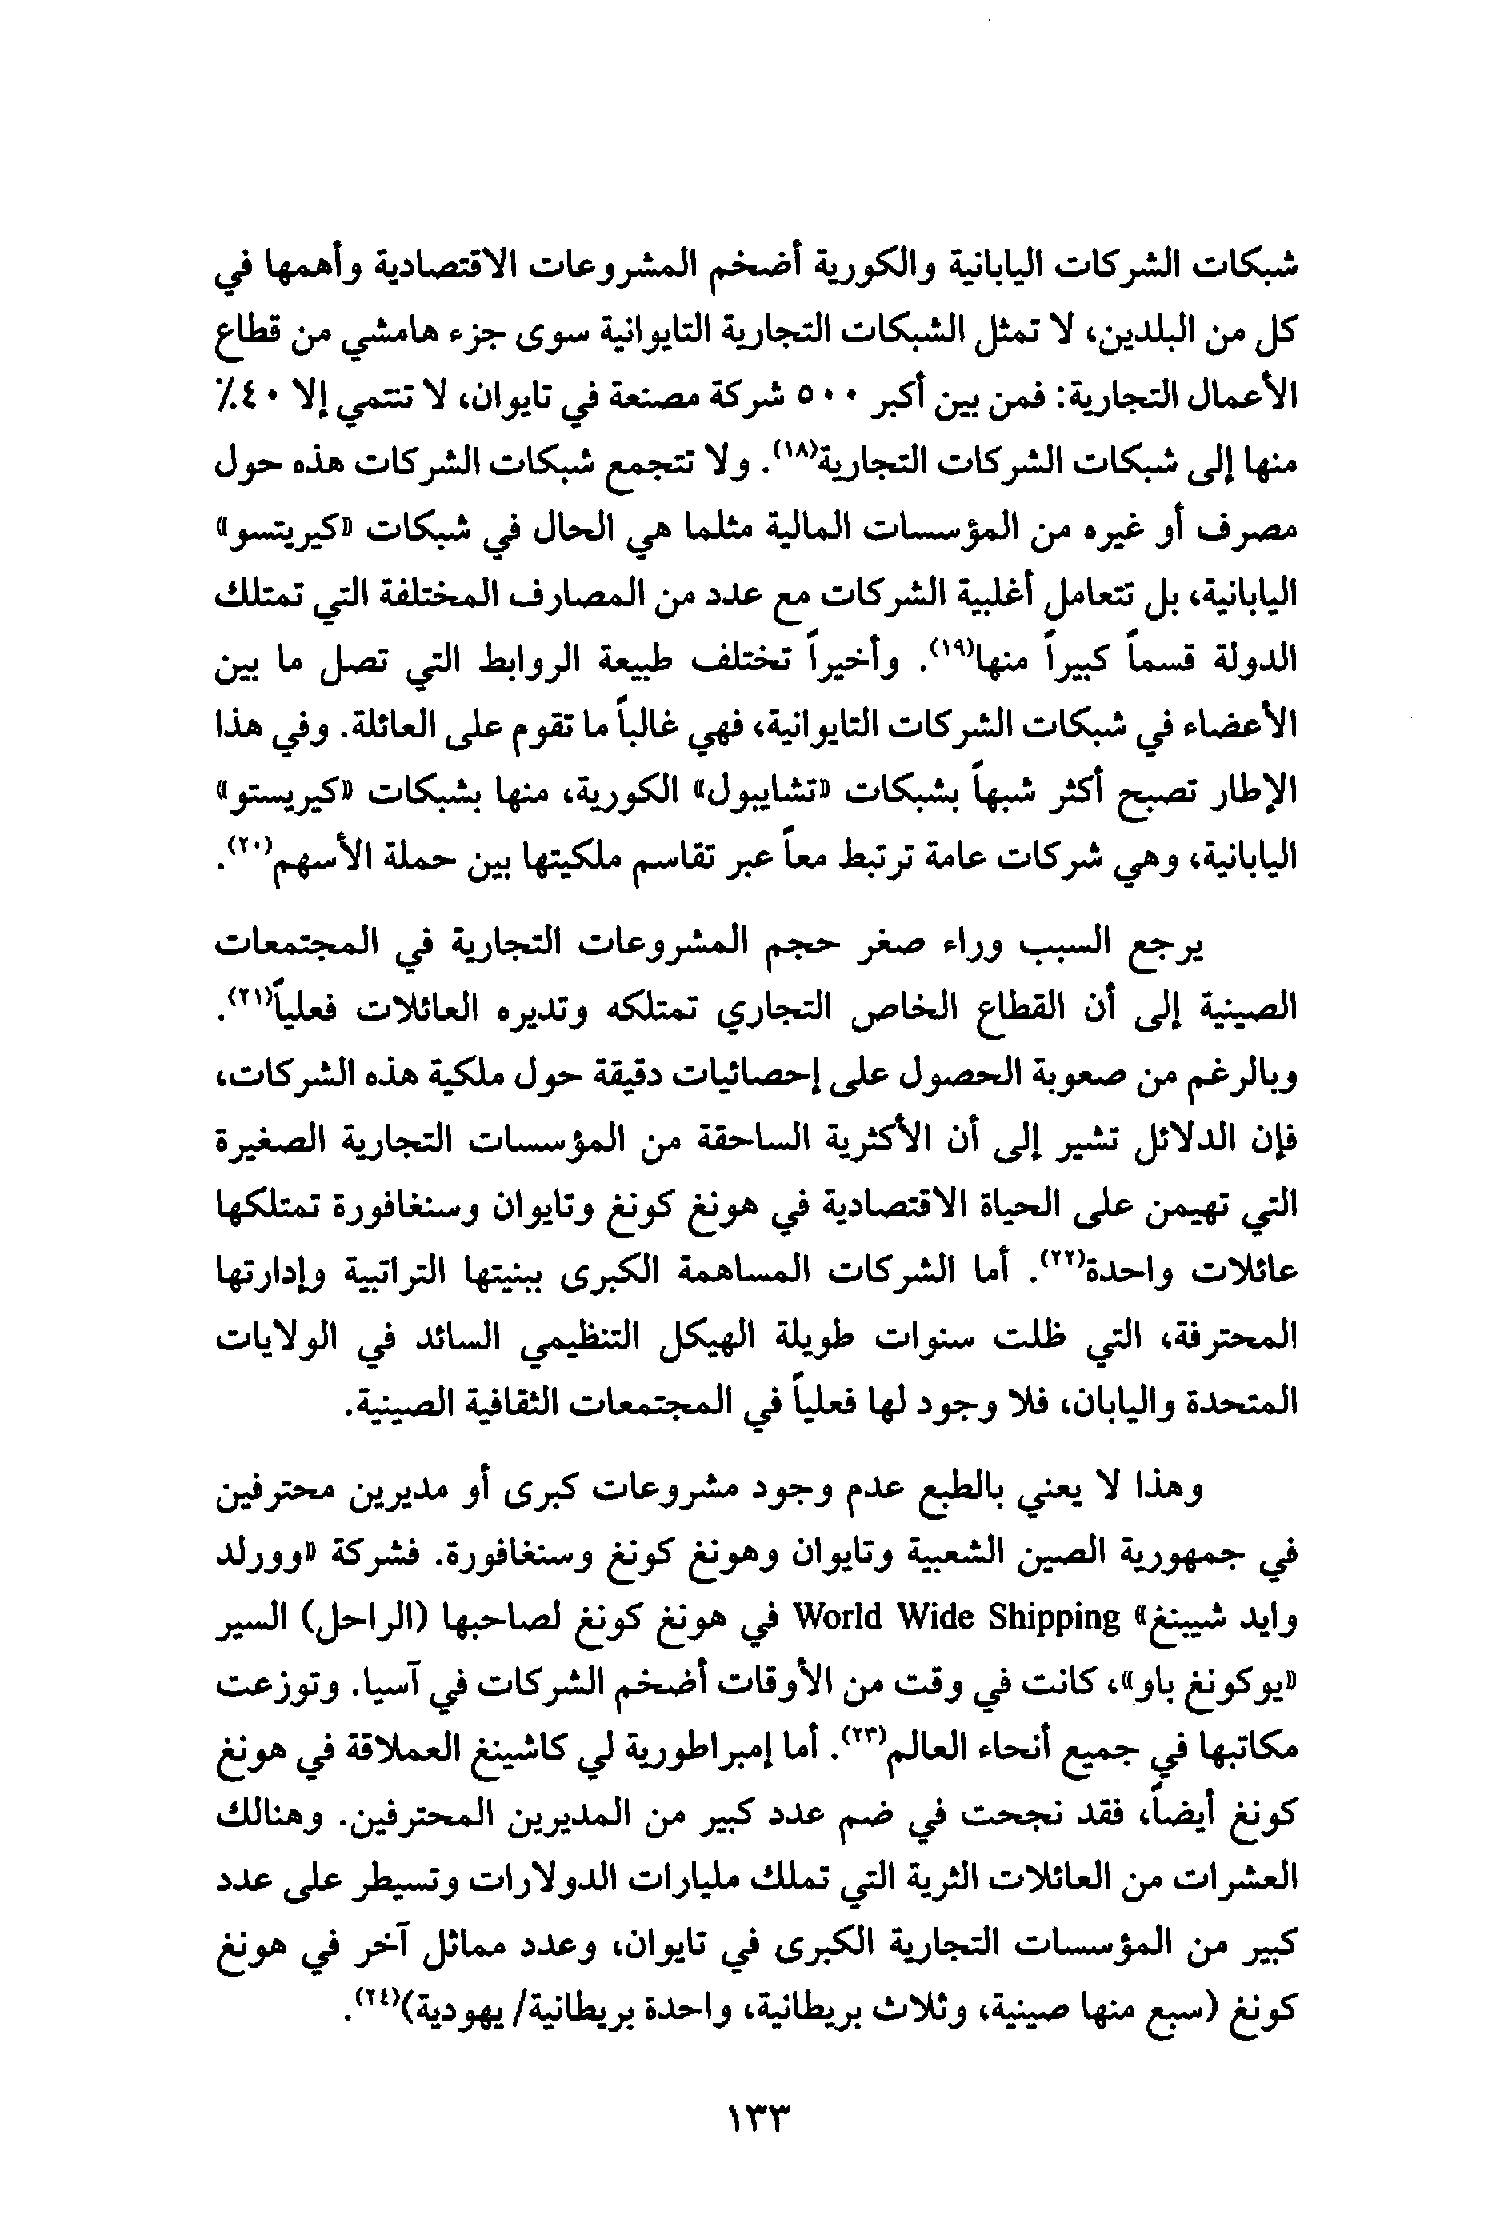 شبكات الشركات اليابانية والكورية أضخم المشروعات الاقتصادية وأهمها في
كل من البلدين، لا تمثل الشبكات التجارية التايوانية سوى جزء هامشي من قطاع
الأعمال التجارية: فمن بين أكبر ٥٠٠ شركة مصنعة في تايوان، لا تنتمي إلا ٤٠٪
منها إلى شبكات الشركات التجارية(١٨). ولا تتجمع شبكات الشركات هذه حول
مصرف أو غيره من المؤسسات المالية مثلما هي الحال في شبكات «كيريتسو»
اليابانية، بل تتعامل أغلبية الشركات مع عدد من المصارف المختلفة التي تمتلك
الدولة قسماً كبيراً منها(١٩). وأخيراً تختلف طبيعة الروابط التي تصل ما بين
الأعضاء في شبكات الشركات التايوانية، فهي غالباً ما تقوم على العائلة. وفي هذا
الإطار تصبح أكثر شبهاً بشبكات «تشايبول» الكورية، منها بشبكات «كيريستو»
اليابانية، وهي شركات عامة ترتبط معاً عبر تقاسم ملكيتها بين حملة الأسهم(٢٠).
يرجع السبب وراء صغر حجم المشروعات التجارية في المجتمعات
الصينية إلى أن القطاع الخاص التجاري تمتلكه وتديره العائلات فعلياً(٢١).
وبالرغم من صعوبة الحصول على إحصائيات دقيقة حول ملكية هذه الشركات،
فإن الدلائل تشير إلى أن الأكثرية الساحقة من المؤسسات التجارية الصغيرة
التي تهيمن على الحياة الاقتصادية في هونغ كونغ وتايوان وسنغافورة تمتلكها
عائلات واحدة(٢٢). أما الشركات المساهمة الكبرى ببنيتها التراتبية وإدارتها
المحترفة، التي ظلت سنوات طويلة الهيكل التنظيمي السائد في الولايات
المتحدة واليابان، فلا وجود لها فعلياً في المجتمعات الثقافية الصينية.
وهذا لا يعني بالطبع عدم وجود مشروعات كبرى أو مديرين محترفين
في جمهورية الصين الشعبية وتايوان وهونغ كونغ وسنغافورة. فشركة «وورلد
وايد شيبنغ» World Wide Shipping في هونغ كونغ لصاحبها (الراحل) السير
«يوكونغ باو»، كانت في وقت من الأوقات أضخم الشركات في آسيا. وتوزعت
مكاتبها في جميع أنحاء العالم(٢٣). أما إمبراطورية لي كاشينغ العملاقة في هونغ
كونغ أيضاً، فقد نجحت في ضم عدد كبير من المديرين المحترفين. وهنالك
العشرات من العائلات الثرية التي تملك مليارات الدولارات وتسيطر على عدد
كبير من المؤسسات التجارية الكبرى في تايوان، وعدد مماثل آخر في هونغ
كونغ (سبع منها صينية، وثلاث بريطانية، واحدة بريطانية/ يهودية)(٢٤).
١٣٣